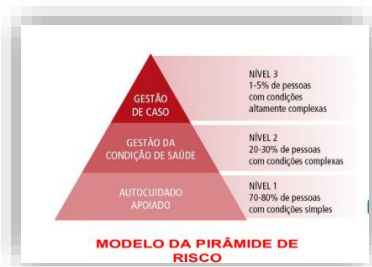 GESTÃO
DE CASO
NÍVEL 3
1-5% de pessoas
com condições
altamente complexas
GESTÃO DA
CONDIÇÃO DE SAÚDE
NÍVEL 2
20-30% de pessoas
com condições complexas
AUTOCUIDADO
APOIADO
NÍVEL 1
70-80% de pessoas
com condições simples
MODELO DA PIRÂMIDE DE
RISCO